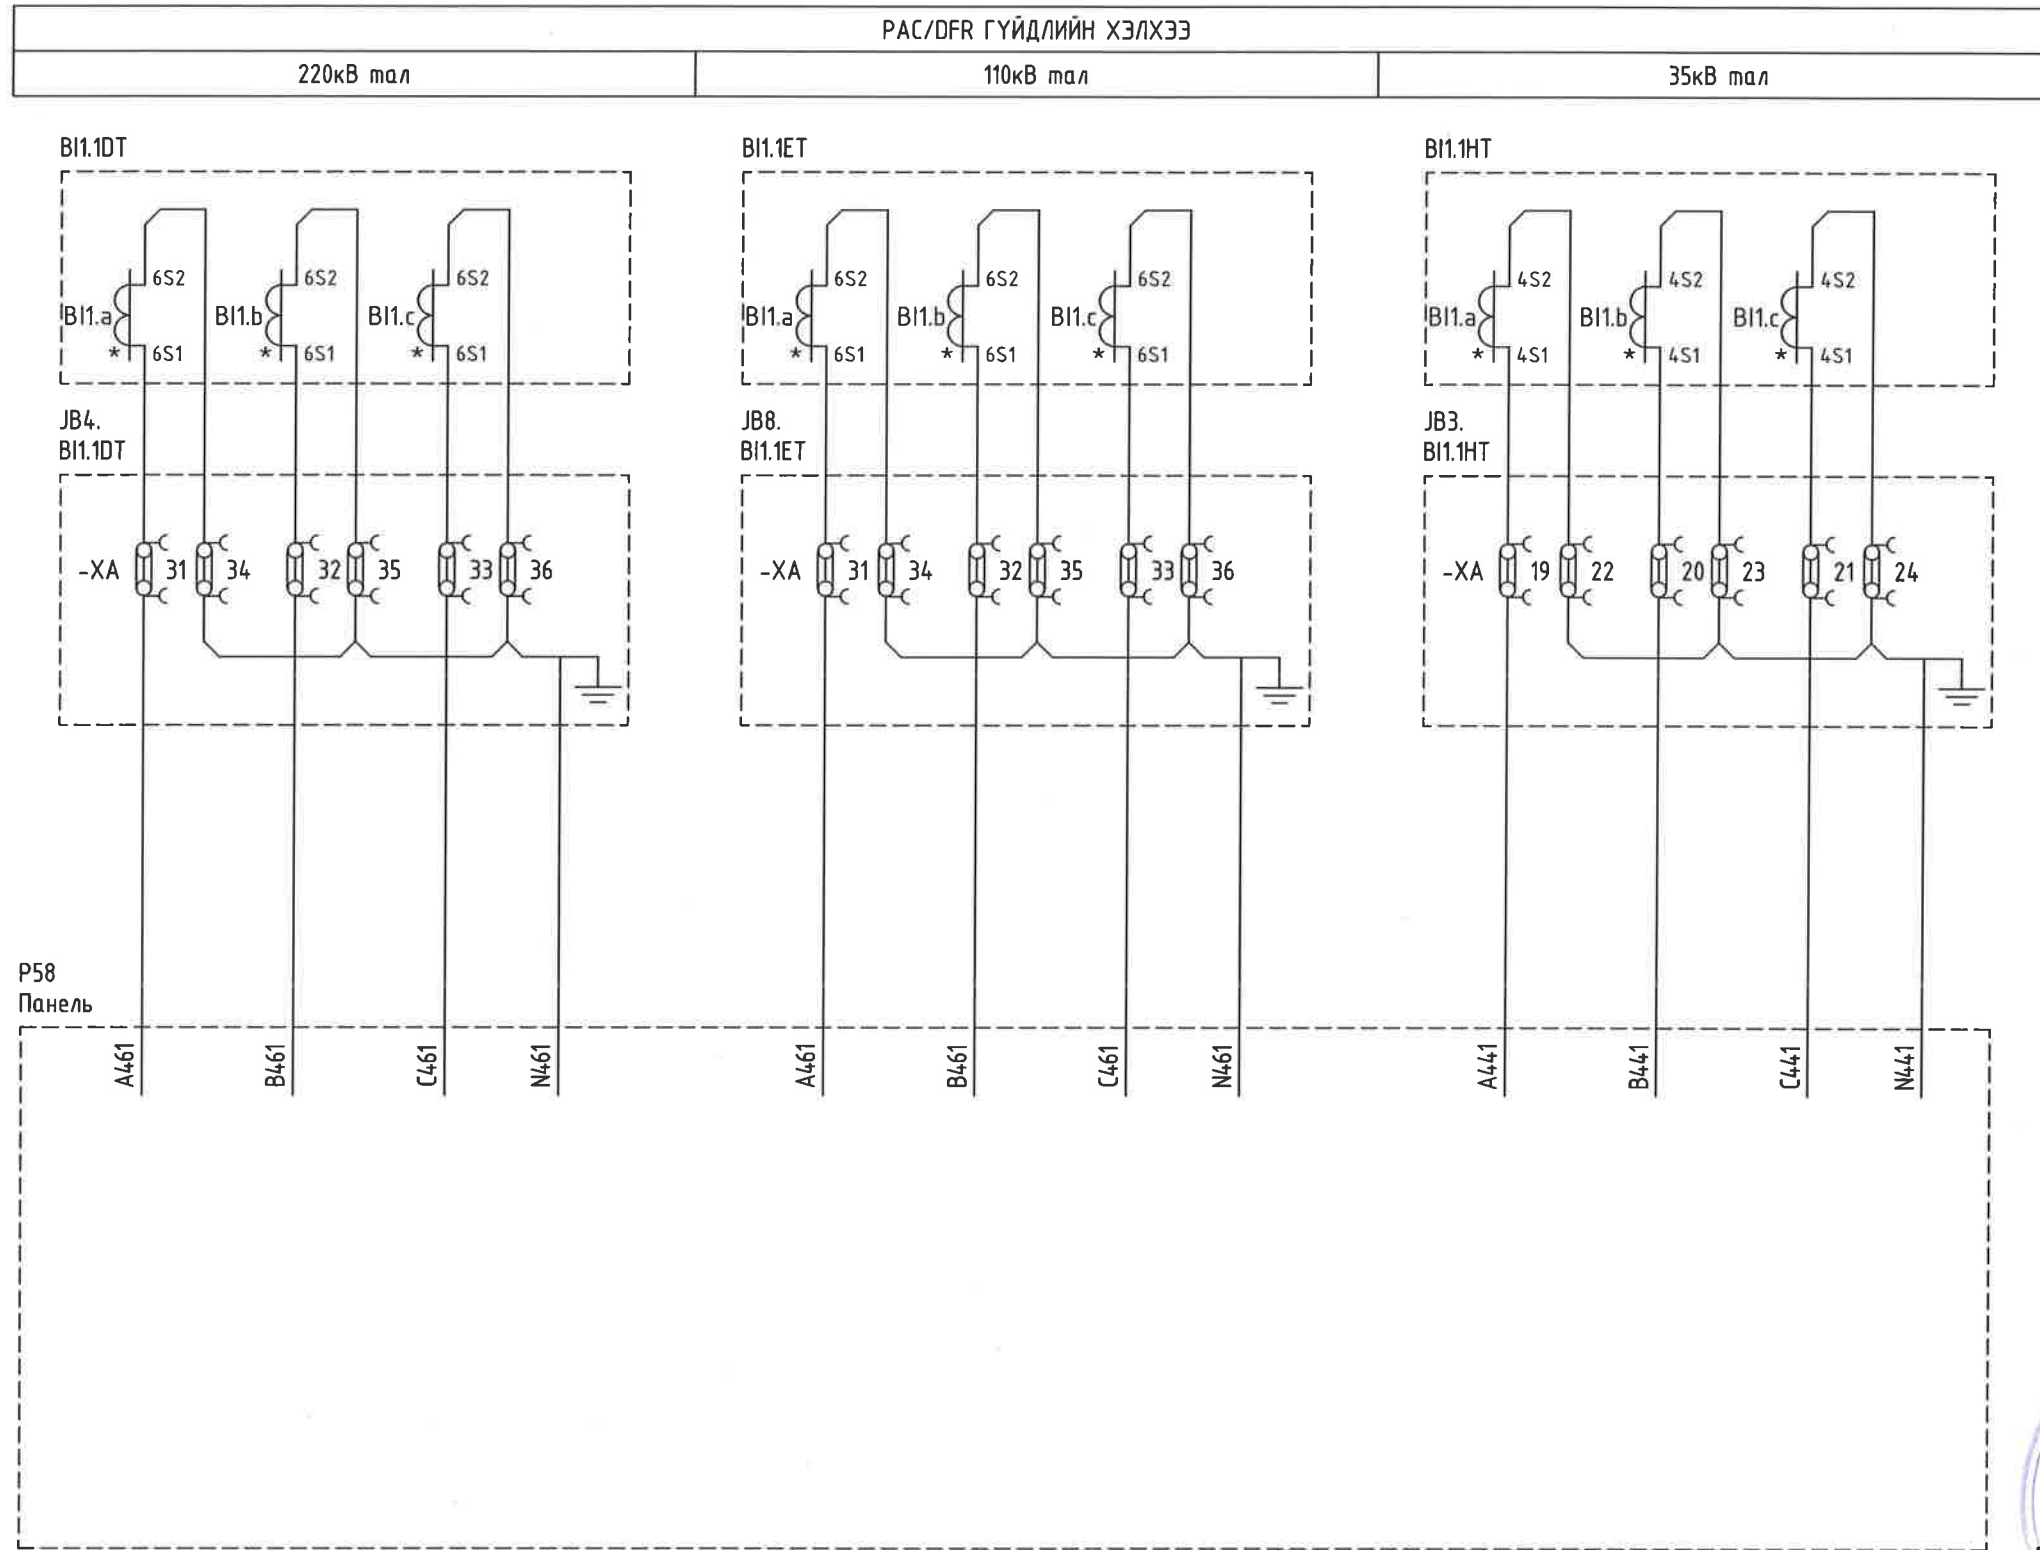 РАС/DFR ГҮЙДЛИЙН ХЭЛХЭЭ
220кВ тал
110кВ тал
35кВ тал
BI1.1DT
BI1.1ET
BI1.1HT
6S2 6S2 6S2
6S2 6S2 6S2
4S2 4S2 4S2
BI1.a BI1.b BI1.c
BI1.a BI1.b BI1.c
BI1.a BI1.b BI1.c
* 6S1 * 6S1 * 6S1
* 6S1 * 6S1 * 6S1
* 4S1 * 4S1 * 4S1
JB4.
BI1.1DT
JB8.
BI1.1ET
JB3.
BI1.1HT
-XA 31 34 32 35 33 36
-XA 31 34 32 35 33 36
-XA 19 22 20 23 21 24
P58
Панель
A461
B461
C461
N461
A461
B461
C461
N461
A441
B441
C441
N441